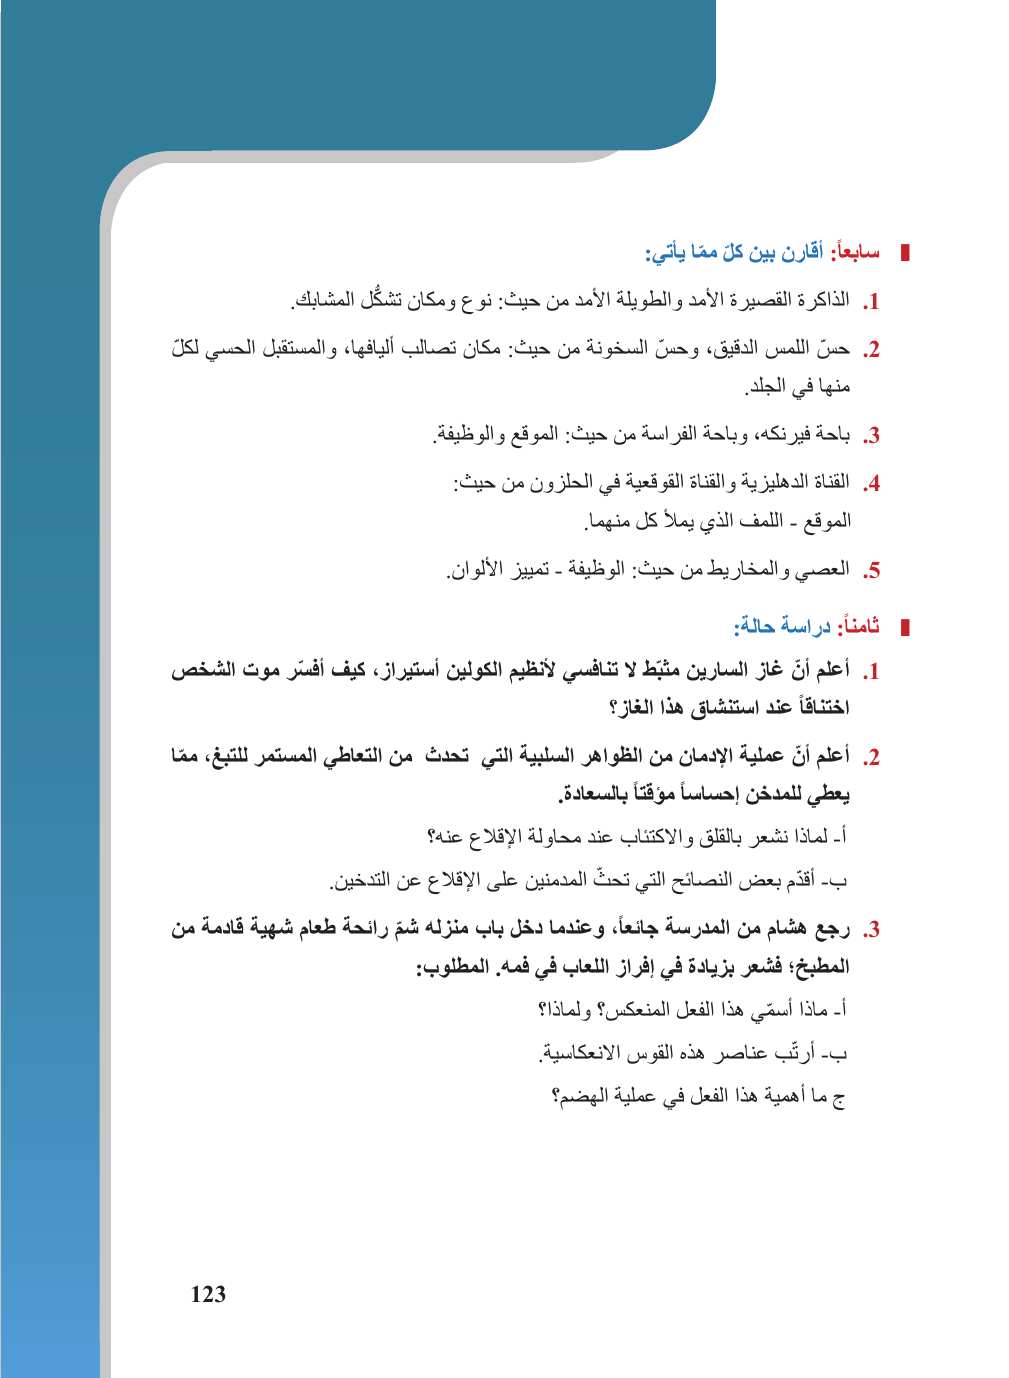 سابعاً: أقارن بين كلّ ممّا يأتي:
1. الذاكرة القصيرة الأمد والطويلة الأمد من حيث: نوع ومكان تشكُّل المشابك.
2. حسّ اللمس الدقيق، وحسّ السخونة من حيث: مكان تصالب أليافها، والمستقبل الحسي لكلّ
منها في الجلد.
3. باحة فيرنكه، وباحة الفراسة من حيث: الموقع والوظيفة.
4. القناة الدهليزية والقناة القوقعية في الحلزون من حيث:
الموقع - اللمف الذي يملأ كل منهما.
5. العصي والمخاريط من حيث: الوظيفة - تمييز الألوان.
ثامناً: دراسة حالة:
1. أعلم أنّ غاز السارين مثبّط لا تنافسي لأنظيم الكولين أستيراز، كيف أفسّر موت الشخص
اختناقاً عند استنشاق هذا الغاز؟
2. أعلم أنّ عملية الإدمان من الظواهر السلبية التي تحدث من التعاطي المستمر للتبغ، ممّا
يعطي للمدخن إحساساً مؤقتاً بالسعادة.
أ- لماذا نشعر بالقلق والاكتئاب عند محاولة الإقلاع عنه؟
ب- أقدّم بعض النصائح التي تحثّ المدمنين على الإقلاع عن التدخين.
3. رجع هشام من المدرسة جائعاً، وعندما دخل باب منزله شمّ رائحة طعام شهية قادمة من
المطبخ؛ فشعر بزيادة في إفراز اللعاب في فمه. المطلوب:
أ- ماذا أسمّي هذا الفعل المنعكس؟ ولماذا؟
ب- أرتّب عناصر هذه القوس الانعكاسية.
ج ما أهمية هذا الفعل في عملية الهضم؟
123